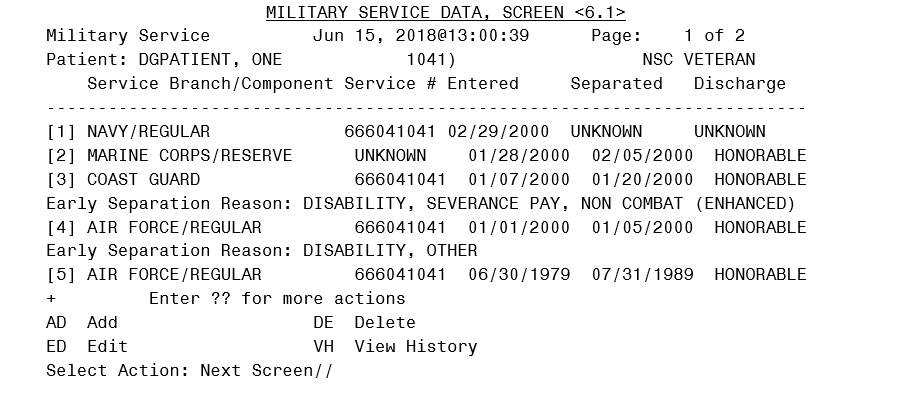 MILITARY SERVICE DATA, SCREEN <6.1>
Military Service Jun 15, 2018@13:00:39 Page: 1 of 2
Patient: DGPATIENT, ONE 1041) NSC VETERAN
Service Branch/Component Service # Entered Separated Discharge
--------------------------------------------------------------------------
[1] NAVY/REGULAR 666041041 02/29/2000 UNKNOWN UNKNOWN
[2] MARINE CORPS/RESERVE UNKNOWN 01/28/2000 02/05/2000 HONORABLE
[3] COAST GUARD 666041041 01/07/2000 01/20/2000 HONORABLE
Early Separation Reason: DISABILITY, SEVERANCE PAY, NON COMBAT (ENHANCED)
[4] AIR FORCE/REGULAR 666041041 01/01/2000 01/05/2000 HONORABLE
Early Separation Reason: DISABILITY, OTHER
[5] AIR FORCE/REGULAR 666041041 06/30/1979 07/31/1989 HONORABLE
+ Enter ?? for more actions
AD Add DE Delete
ED Edit VH View History
Select Action: Next Screen//